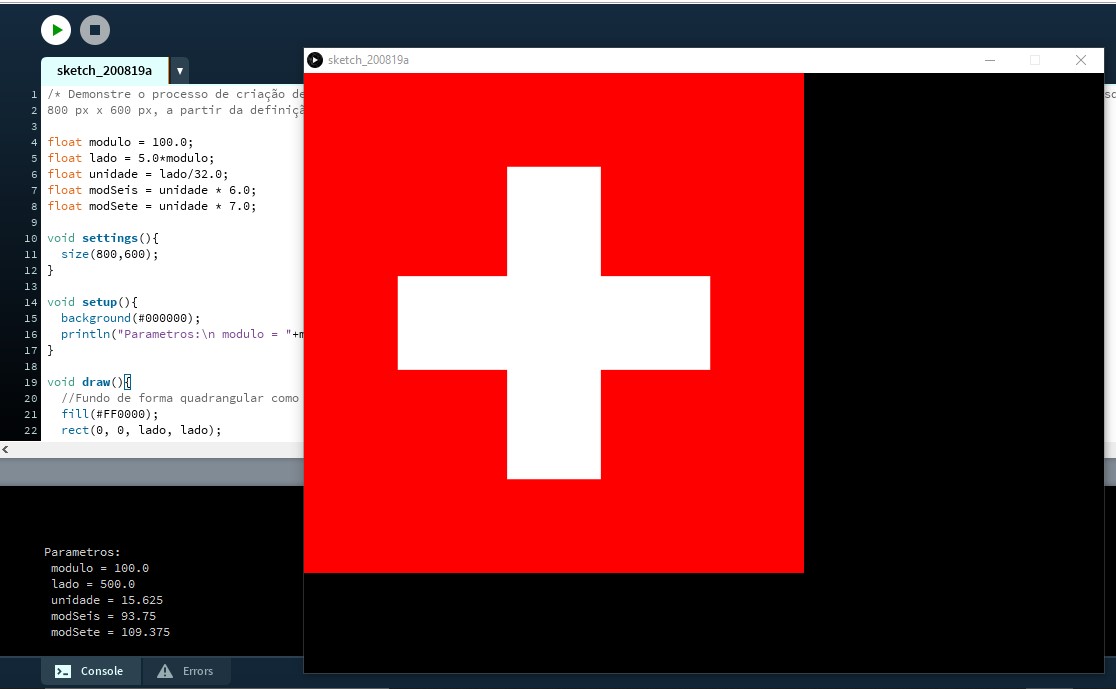 sketch_200819a
sketch_200819a
1 /* Demonstre o processo de criação de
2 800 px x 600 px, a partir da
3
4 float modulo = 100.0;
5 float lado = 5.0*modulo;
6 float unidade = lado/32.0;
7 float modSeis = unidade * 6.0;
8 float modSete = unidade * 7.0;
9
10 void settings(){
11 size(800,600);
12 }
13
14 void setup(){
15 background(#000000);
16 println("Parametros:\n modulo = "+
17 }
18
19 void draw(){
20 //Fundo de forma quadrangular como
21 fill(#FF0000);
22 rect(0, 0, lado, lado);
Parametros:
modulo = 100.0
lado = 500.0
unidade = 15.625
modSeis = 93.75
modSete = 109.375
Console
Errors